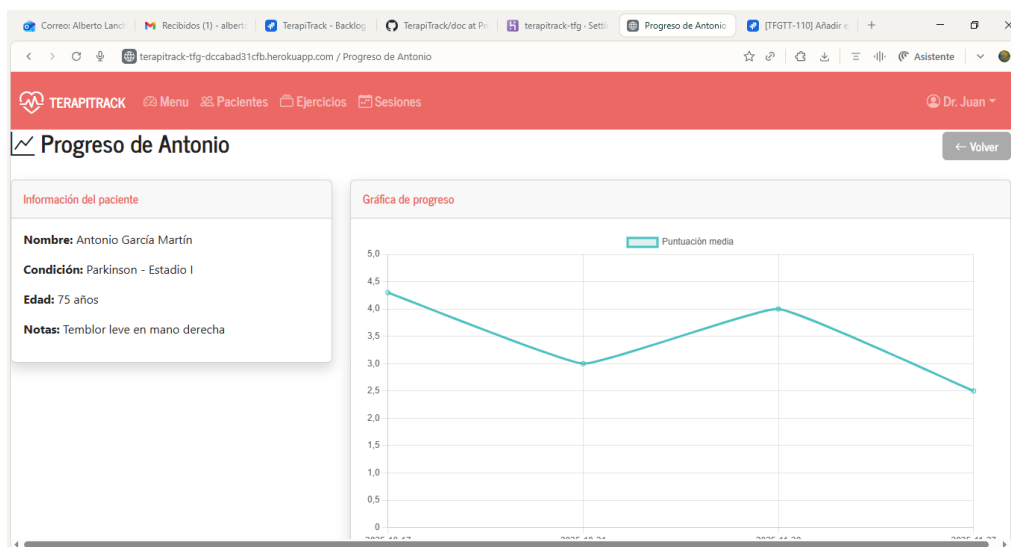 Correo: Alberto Lanch
Recibidos (1) - albert
TerapiTrack - Backlog
TerapiTrack/doc at Pr
terapitrack-tfg · Setti
Progreso de Antonio
[TFGTT-110] Añadir e
terapitrack-tfg-dccabad31cfb.herokuapp.com / Progreso de Antonio
Asistente
TERAPITRACK Menu Pacientes Ejercicios Sesiones Dr. Juan
Progreso de Antonio
← Volver
Información del paciente
Nombre: Antonio García Martín
Condición: Parkinson - Estadio I
Edad: 75 años
Notas: Temblor leve en mano derecha
Gráfica de progreso
Puntuación media
5,0
4,5
4,0
3,5
3,0
2,5
2,0
1,5
1,0
0,5
0